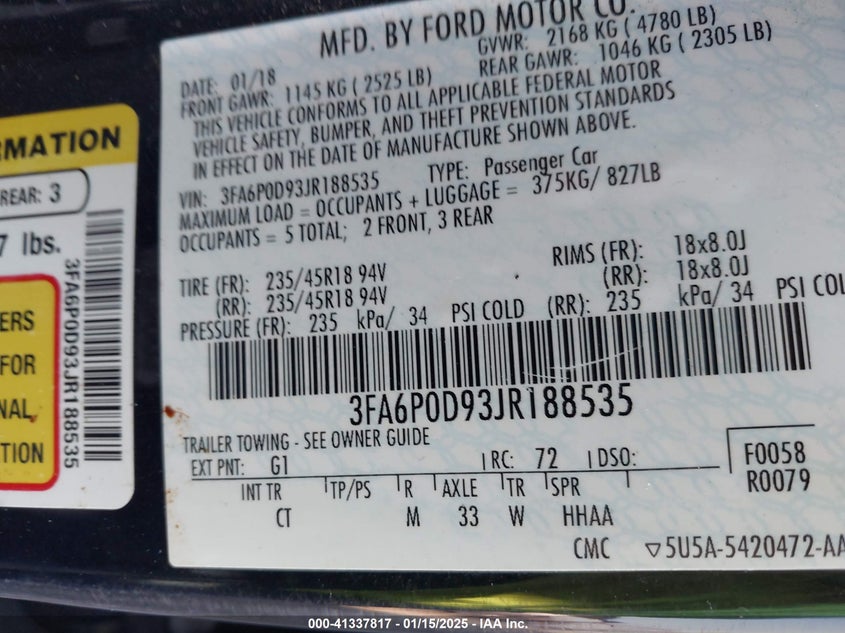 MFD. BY FORD MOTOR CO.
DATE: 01/18 GVWR: 2168 KG ( 4780 LB)
FRONT GAWR: 1145 KG ( 2525 LB) REAR GAWR: 1046 KG ( 2305 LB)
THIS VEHICLE CONFORMS TO ALL APPLICABLE FEDERAL MOTOR
VEHICLE SAFETY, BUMPER, AND THEFT PREVENTION STANDARDS
IN EFFECT ON THE DATE OF MANUFACTURE SHOWN ABOVE.
VIN: 3FA6P0D93JR188535 TYPE: Passenger Car
MAXIMUM LOAD = OCCUPANTS + LUGGAGE = 375KG/ 827LB
OCCUPANTS = 5 TOTAL; 2 FRONT, 3 REAR
TIRE (FR): 235/45R18 94V RIMS (FR): 18x8.0J
(RR): 235/45R18 94V (RR): 18x8.0J
PRESSURE (FR): 235 kPa/ 34 PSI COLD (RR): 235 kPa/ 34 PSI COL
3FA6P0D93JR188535
TRAILER TOWING - SEE OWNER GUIDE
EXT PNT: G1 RC: 72 DSO: F0058
INT TR TP/PS R AXLE TR SPR R0079
CT M 33 W HHAA
CMC ▽5U5A-5420472-AA
RMATION
REAR: 3
7 lbs.
3FA6P0D93JR188535
ERS
FOR
NAL
TION
000-41337817 - 01/15/2025 - IAA Inc.